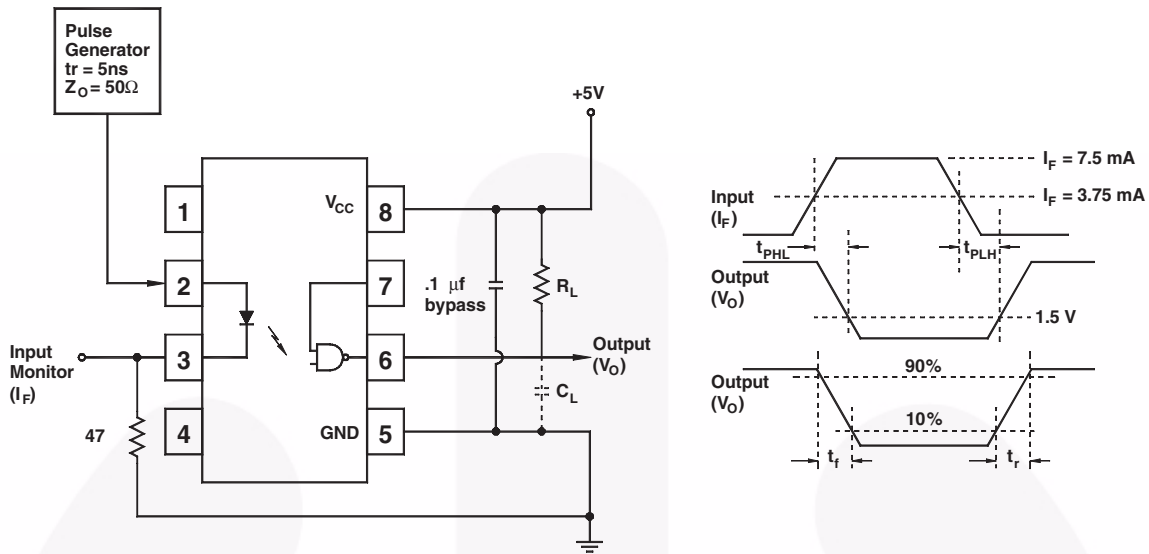 Pulse
Generator
tr = 5ns
ZO = 50Ω
+5V
1
VCC
8
2
7
.1 μf
bypass
RL
Input
Monitor
(IF)
3
6
Output
(VO)
CL
47
4
GND
5
IF = 7.5 mA
Input
(IF)
IF = 3.75 mA
tPHL
tPLH
Output
(VO)
1.5 V
90%
Output
(VO)
10%
tf
tr